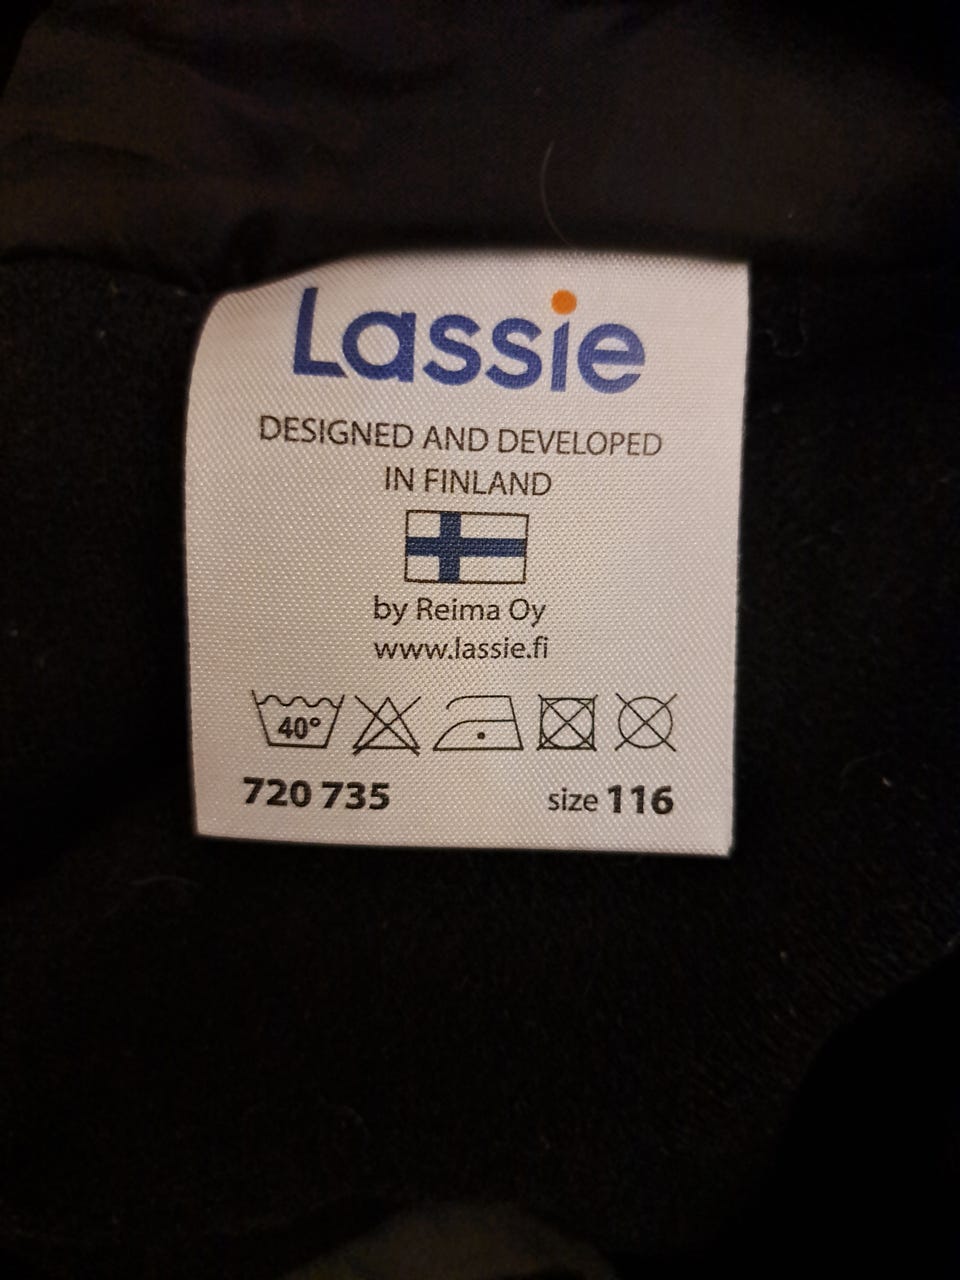 Lassie
DESIGNED AND DEVELOPED
IN FINLAND
by Reima Oy
www.lassie.fi
40°
720 735 size 116